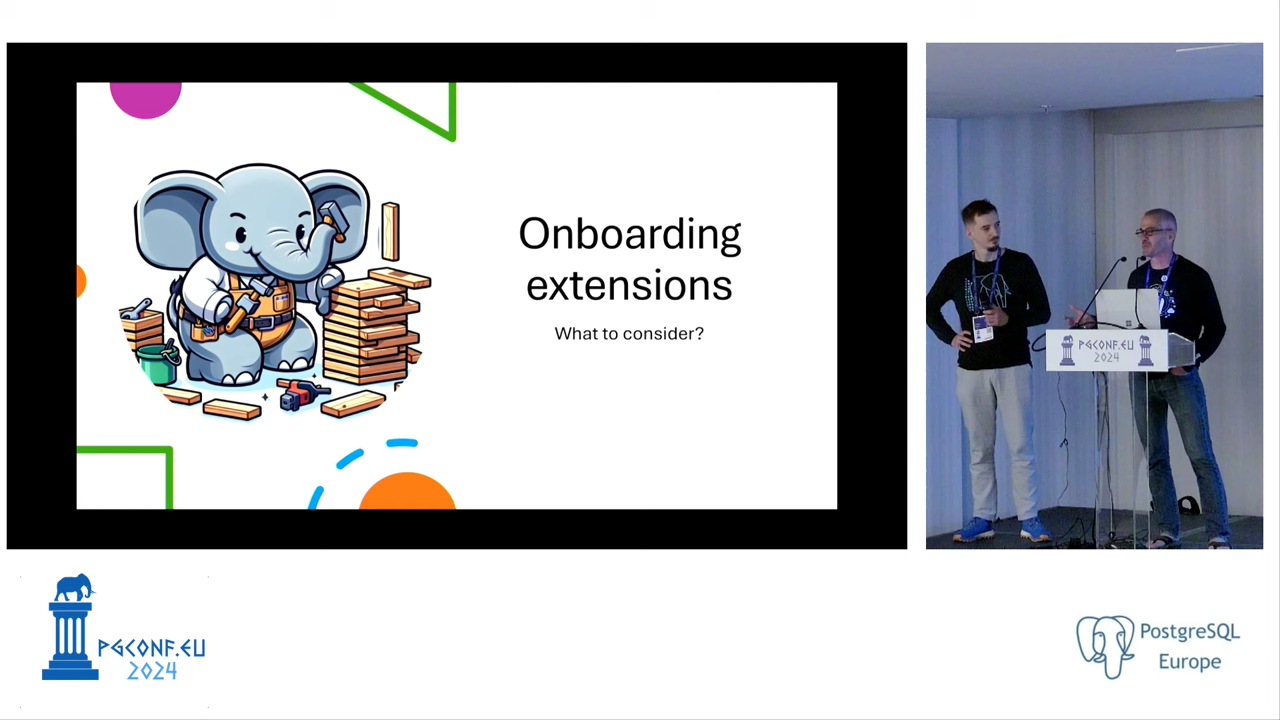 Onboarding
extensions
What to consider?
PGCONF.EU
2024
PGCONF.EU
2024
PostgreSQL
Europe